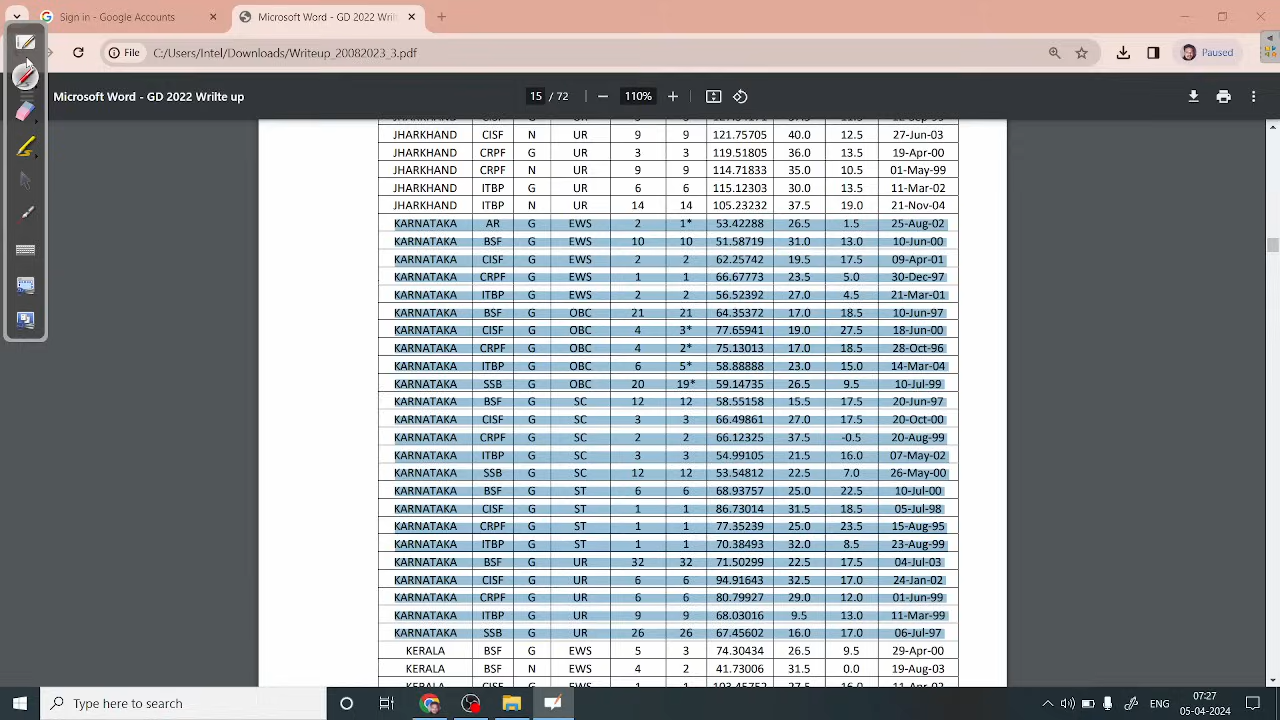 Sign in - Google Accounts
Microsoft Word - GD 2022 Wri
File
C:/Users/Intel/Downloads/Writeup_20082023_3.pdf
Paused
Microsoft Word - GD 2022 Wrilte up
15 / 72
110%
JHARKHAND CISF N UR 9 9 121.75705 40.0 12.5 27-Jun-03
JHARKHAND CRPF G UR 3 3 119.51805 36.0 13.5 19-Apr-00
JHARKHAND CRPF N UR 9 9 114.71833 35.0 10.5 01-May-99
JHARKHAND ITBP G UR 6 6 115.12303 30.0 13.5 11-Mar-02
JHARKHAND ITBP N UR 14 14 105.23232 37.5 19.0 21-Nov-04
KARNATAKA AR G EWS 2 1* 53.42288 26.5 1.5 25-Aug-02
KARNATAKA BSF G EWS 10 10 51.58719 31.0 13.0 10-Jun-00
KARNATAKA CISF G EWS 2 2 62.25742 19.5 17.5 09-Apr-01
KARNATAKA CRPF G EWS 1 1 66.67773 23.5 5.0 30-Dec-97
KARNATAKA ITBP G EWS 2 2 56.52392 27.0 4.5 21-Mar-01
KARNATAKA BSF G OBC 21 21 64.35372 17.0 18.5 10-Jun-97
KARNATAKA CISF G OBC 4 3* 77.65941 19.0 27.5 18-Jun-00
KARNATAKA CRPF G OBC 4 2* 75.13013 17.0 18.5 28-Oct-96
KARNATAKA ITBP G OBC 6 5* 58.88888 23.0 15.0 14-Mar-04
KARNATAKA SSB G OBC 20 19* 59.14735 26.5 9.5 10-Jul-99
KARNATAKA BSF G SC 12 12 58.55158 15.5 17.5 20-Jun-97
KARNATAKA CISF G SC 3 3 66.49861 27.0 17.5 20-Oct-00
KARNATAKA CRPF G SC 2 2 66.12325 37.5 -0.5 20-Aug-99
KARNATAKA ITBP G SC 3 3 54.99105 21.5 16.0 07-May-02
KARNATAKA SSB G SC 12 12 53.54812 22.5 7.0 26-May-00
KARNATAKA BSF G ST 6 6 68.93757 25.0 22.5 10-Jul-00
KARNATAKA CISF G ST 1 1 86.73014 31.5 18.5 05-Jul-98
KARNATAKA CRPF G ST 1 1 77.35239 25.0 23.5 15-Aug-95
KARNATAKA ITBP G ST 1 1 70.38493 32.0 8.5 23-Aug-99
KARNATAKA BSF G UR 32 32 71.50299 22.5 17.5 04-Jul-03
KARNATAKA CISF G UR 6 6 94.91643 32.5 17.0 24-Jan-02
KARNATAKA CRPF G UR 6 6 80.79927 29.0 12.0 01-Jun-99
KARNATAKA ITBP G UR 9 9 68.03016 9.5 13.0 11-Mar-99
KARNATAKA SSB G UR 26 26 67.45602 16.0 17.0 06-Jul-97
KERALA BSF G EWS 5 3 74.30434 26.5 9.5 29-Apr-00
KERALA BSF N EWS 4 2 41.73006 31.5 0.0 19-Aug-03
Type here to search
ENG
07:27
05-04-2024